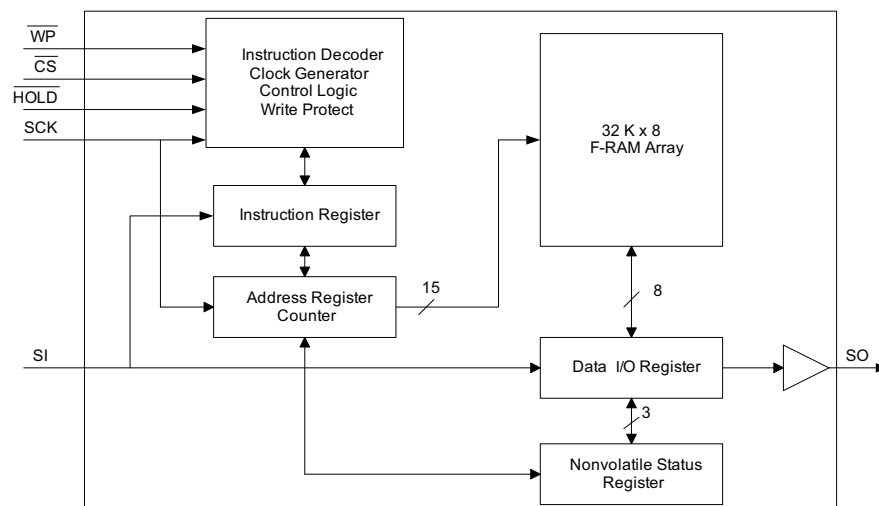 WP
CS
HOLD
SCK
Instruction Decoder
Clock Generator
Control Logic
Write Protect
32 K x 8
F-RAM Array
Instruction Register
Address Register
Counter
15
8
SI
Data I/O Register
SO
3
Nonvolatile Status
Register